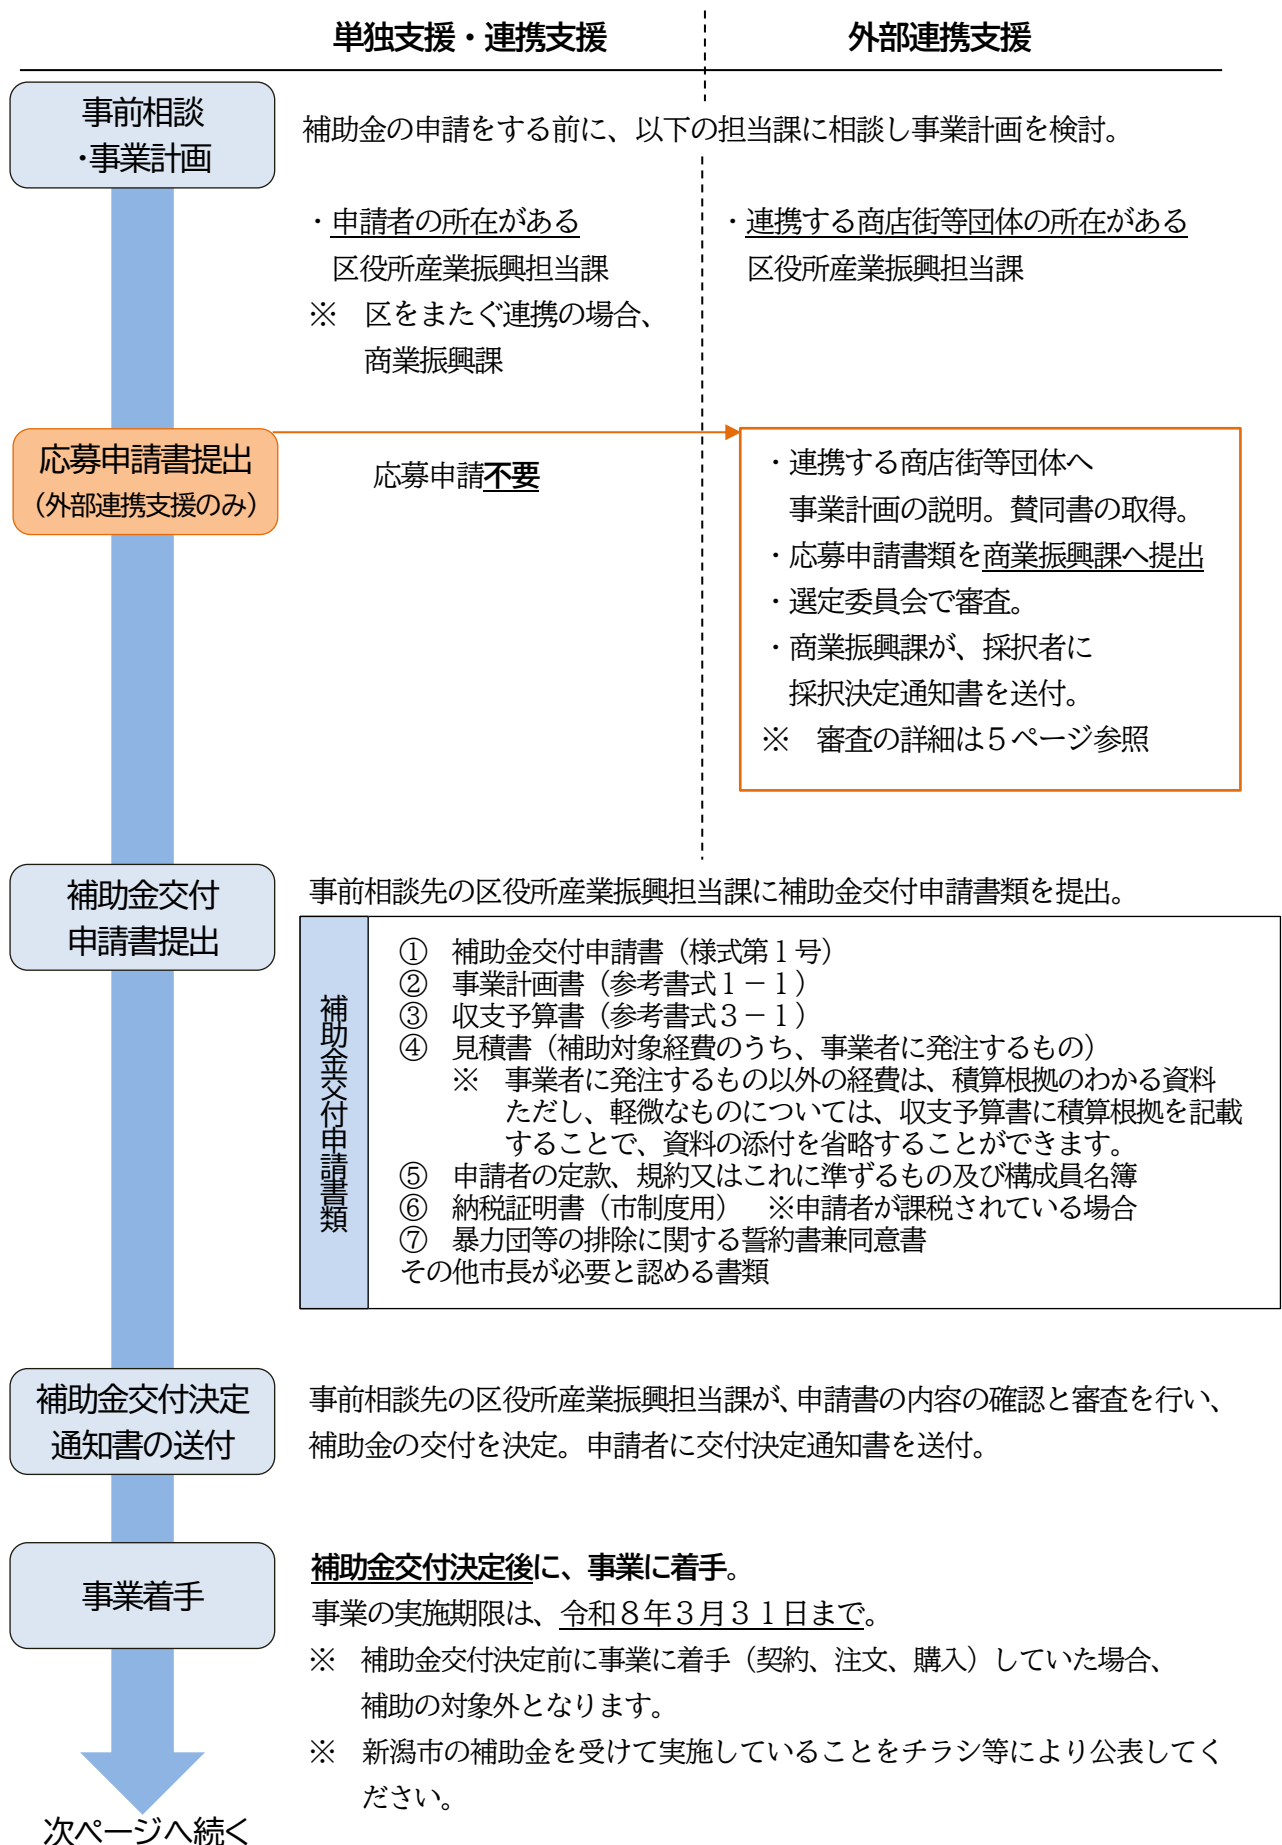 単独支援・連携支援
外部連携支援
事前相談
・事業計画
補助金の申請をする前に、以下の担当課に相談し事業計画を検討。
・申請者の所在がある
区役所産業振興担当課
※　区をまたぐ連携の場合、
商業振興課
・連携する商店街等団体の所在がある
区役所産業振興担当課
応募申請書提出
（外部連携支援のみ）
応募申請不要
・連携する商店街等団体へ
事業計画の説明。賛同書の取得。
・応募申請書類を商業振興課へ提出
・選定委員会で審査。
・商業振興課が、採択者に
採択決定通知書を送付。
※　審査の詳細は５ページ参照
補助金交付
申請書提出
事前相談先の区役所産業振興担当課に補助金交付申請書類を提出。
補助金交付申請書類
①　補助金交付申請書（様式第１号）
②　事業計画書（参考書式１－１）
③　収支予算書（参考書式３－１）
④　見積書（補助対象経費のうち、事業者に発注するもの）
※　事業者に発注するもの以外の経費は、積算根拠のわかる資料
ただし、軽微なものについては、収支予算書に積算根拠を記載
することで、資料の添付を省略することができます。
⑤　申請者の定款、規約又はこれに準ずるもの及び構成員名簿
⑥　納税証明書（市制度用）　※申請者が課税されている場合
⑦　暴力団等の排除に関する誓約書兼同意書
その他市長が必要と認める書類
補助金交付決定
通知書の送付
事前相談先の区役所産業振興担当課が、申請書の内容の確認と審査を行い、
補助金の交付を決定。申請者に交付決定通知書を送付。
事業着手
補助金交付決定後に、事業に着手。
事業の実施期限は、令和８年３月３１日まで。
※　補助金交付決定前に事業に着手（契約、注文、購入）していた場合、
補助の対象外となります。
※　新潟市の補助金を受けて実施していることをチラシ等により公表してく
ださい。
次ページへ続く